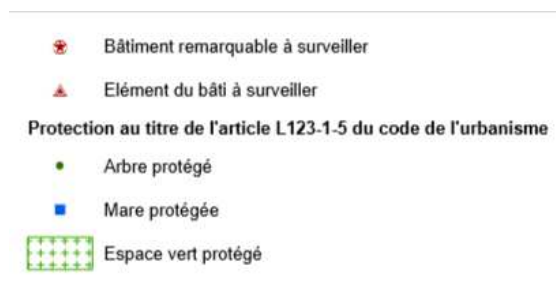 Bâtiment remarquable à surveiller
Elément du bâti à surveiller
Protection au titre de l'article L123-1-5 du code de l'urbanisme
Arbre protégé
Mare protégée
Espace vert protégé